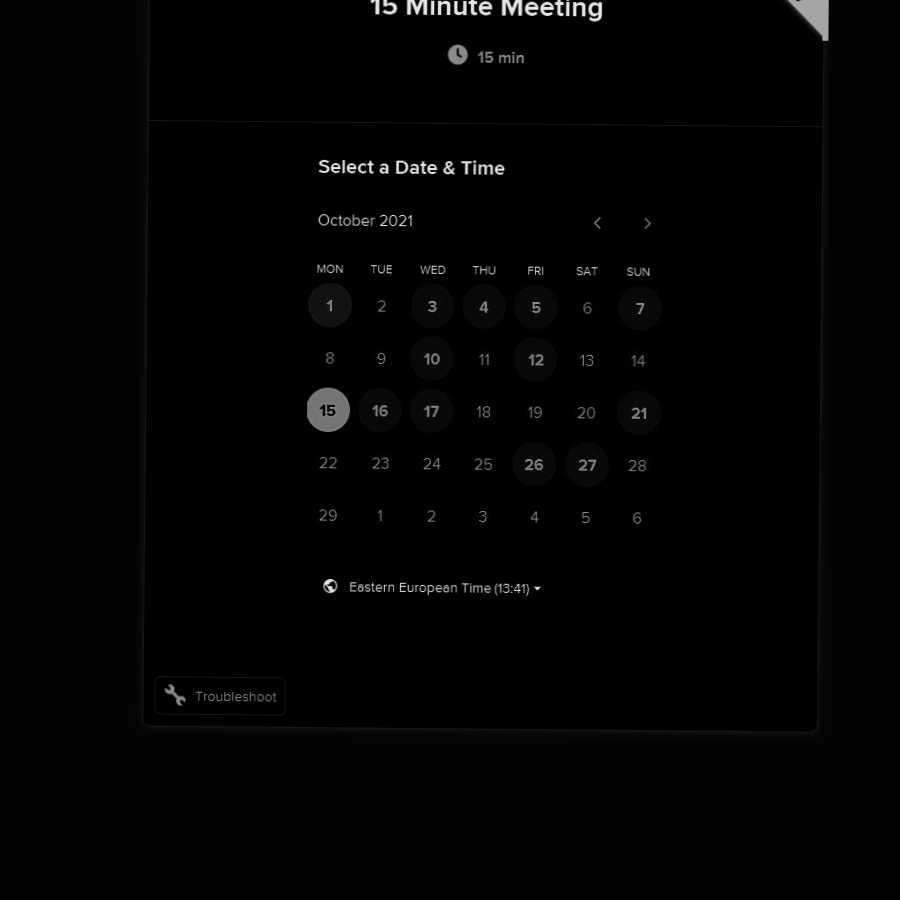 15 Minute Meeting
15 min
Select a Date & Time
October 2021
MON TUE WED THU FRI SAT SUN
1 2 3 4 5 6 7
8 9 10 11 12 13 14
15 16 17 18 19 20 21
22 23 24 25 26 27 28
29 1 2 3 4 5 6
Eastern European Time (13:41)
Troubleshoot